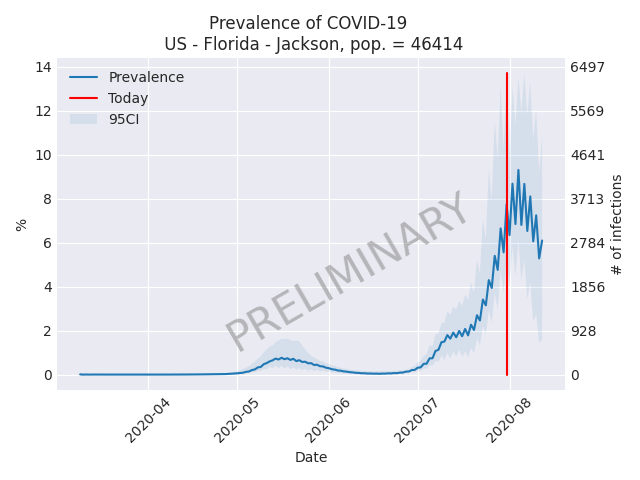 Prevalence of COVID-19
US - Florida - Jackson, pop. = 46414
Prevalence
Today
95CI
PRELIMINARY
%
14
12
10
8
6
4
2
0
6497
5569
4641
3713
2784
1856
928
0
# of infections
2020-04
2020-05
2020-06
2020-07
2020-08
Date